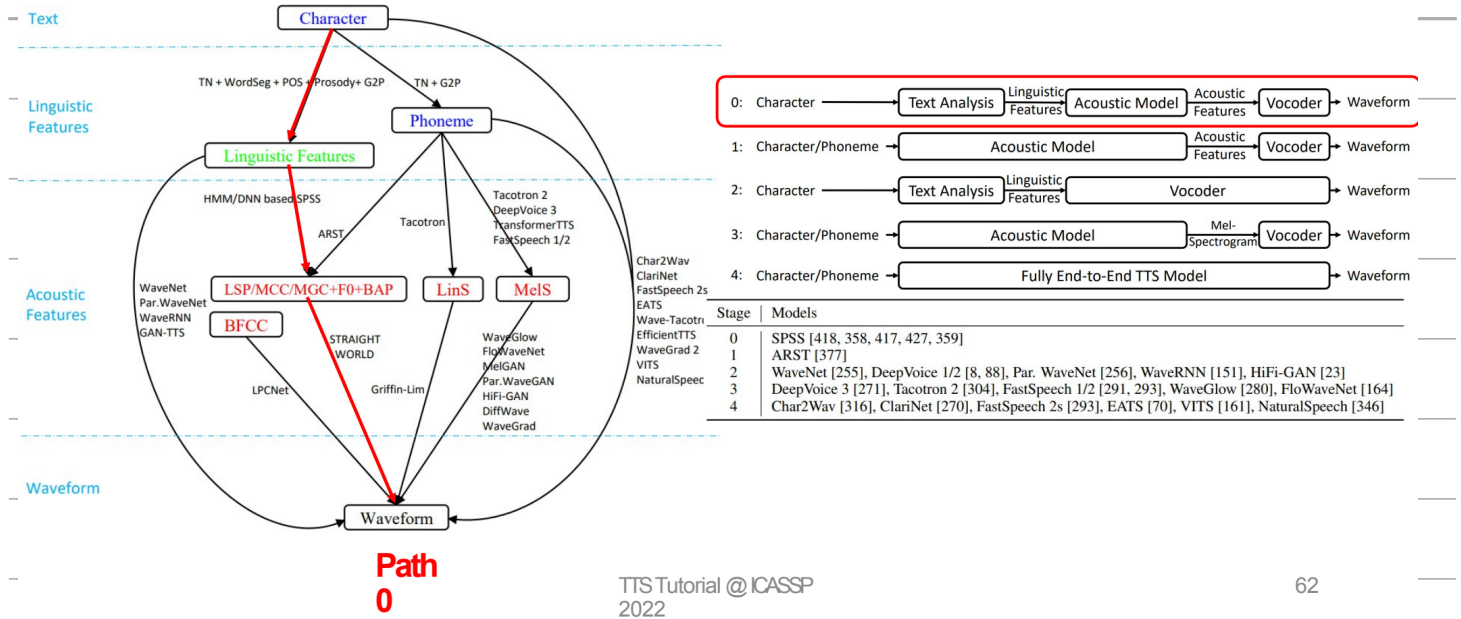 Text
Character
TN + WordSeg + POS + Prosody+ G2P
TN + G2P
Linguistic
Features
Phoneme
Linguistic Features
HMM/DNN based SPSS
ARST
Tacotron
Tacotron 2
DeepVoice 3
TransformerTTS
FastSpeech 1/2
Acoustic
Features
WaveNet
Par.WaveNet
WaveRNN
GAN-TTS
LSP/MCC/MGC+F0+BAP
LinS
MelS
BFCC
Char2Wav
ClariNet
FastSpeech 2s
EATS
Wave-Tacotro
EfficientTTS
WaveGrad 2
VITS
NaturalSpeec
STRAIGHT
WORLD
LPCNet
Griffin-Lim
WaveGlow
FloWaveNet
MelGAN
Par.WaveGAN
HiFi-GAN
DiffWave
WaveGrad
Waveform
Waveform
Path
0
0: Character Text Analysis Linguistic Features Acoustic Model Acoustic Features Vocoder Waveform
1: Character/Phoneme Acoustic Model Acoustic Features Vocoder Waveform
2: Character Text Analysis Linguistic Features Vocoder Waveform
3: Character/Phoneme Acoustic Model Mel-Spectrogram Vocoder Waveform
4: Character/Phoneme Fully End-to-End TTS Model Waveform
Stage Models
0 SPSS [418, 358, 417, 427, 359]
1 ARST [377]
2 WaveNet [255], DeepVoice 1/2 [8, 88], Par. WaveNet [256], WaveRNN [151], HiFi-GAN [23]
3 DeepVoice 3 [271], Tacotron 2 [304], FastSpeech 1/2 [291, 293], WaveGlow [280], FloWaveNet [164]
4 Char2Wav [316], ClariNet [270], FastSpeech 2s [293], EATS [70], VITS [161], NaturalSpeech [346]
TTS Tutorial @ ICASSP
2022
62